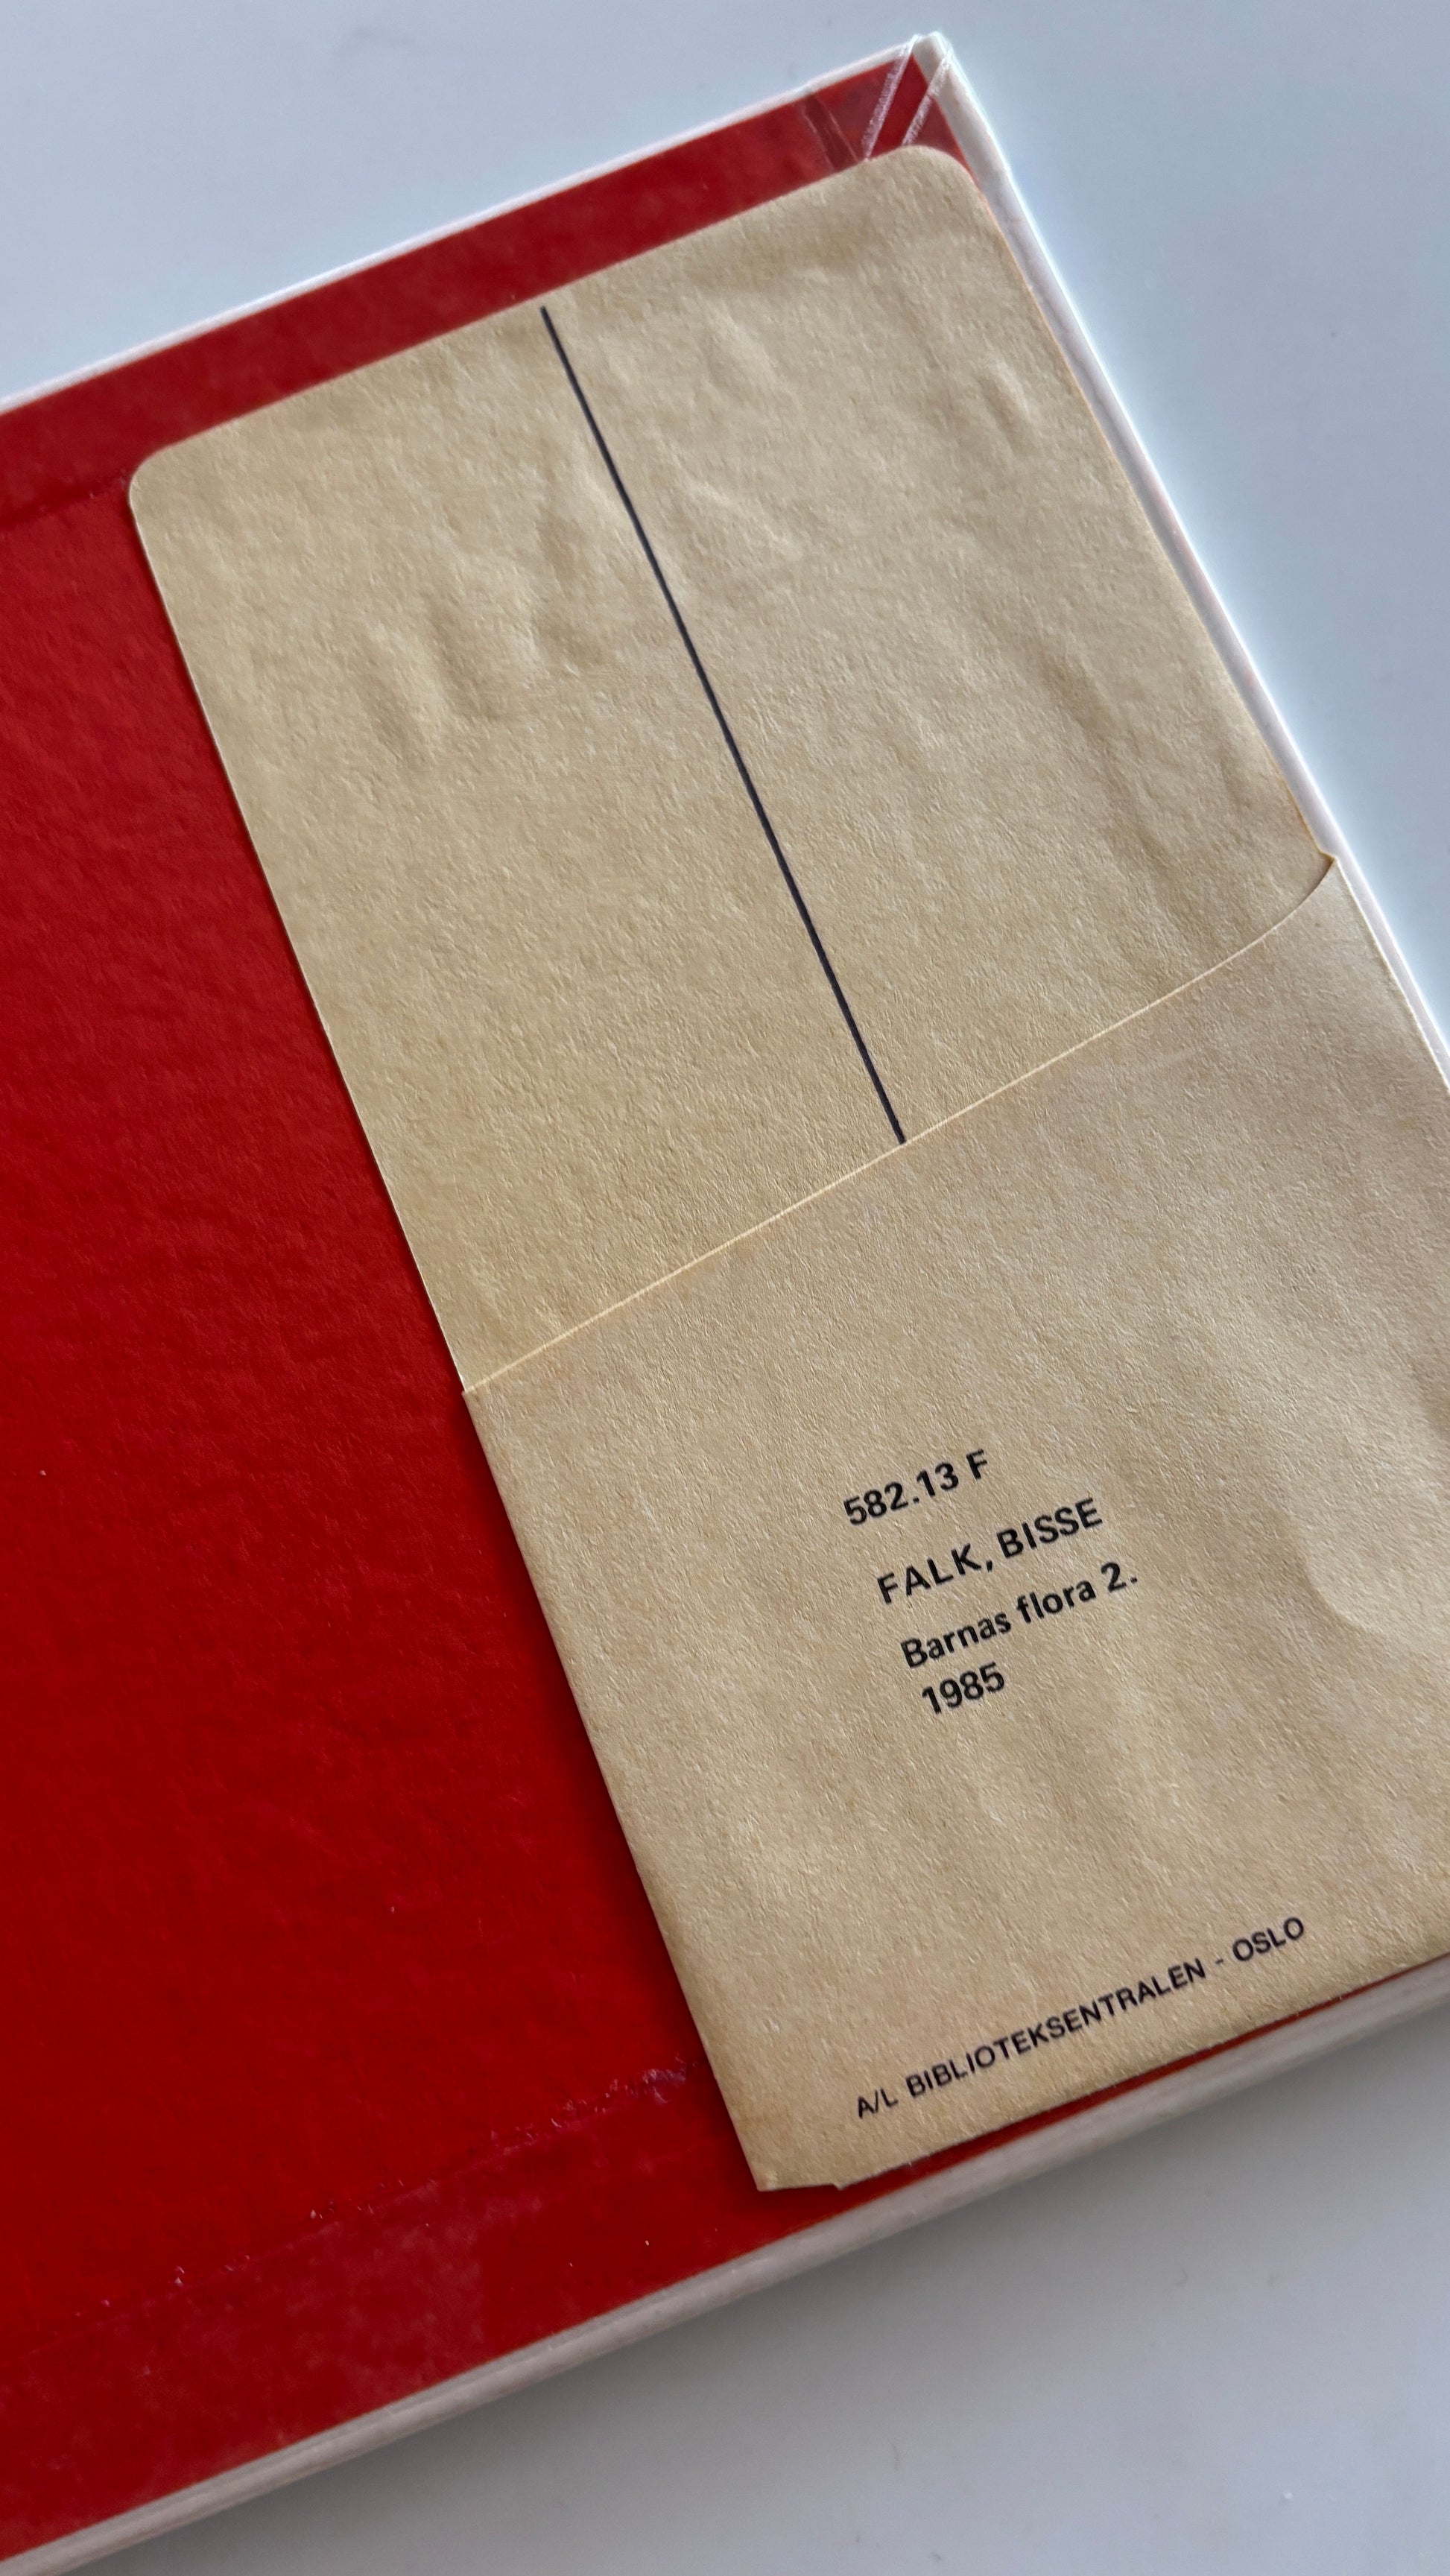 582.13 F
FALK, BISSE
Barnas flora 2.
1985
A/L BIBLIOTEKSENTRALEN - OSLO